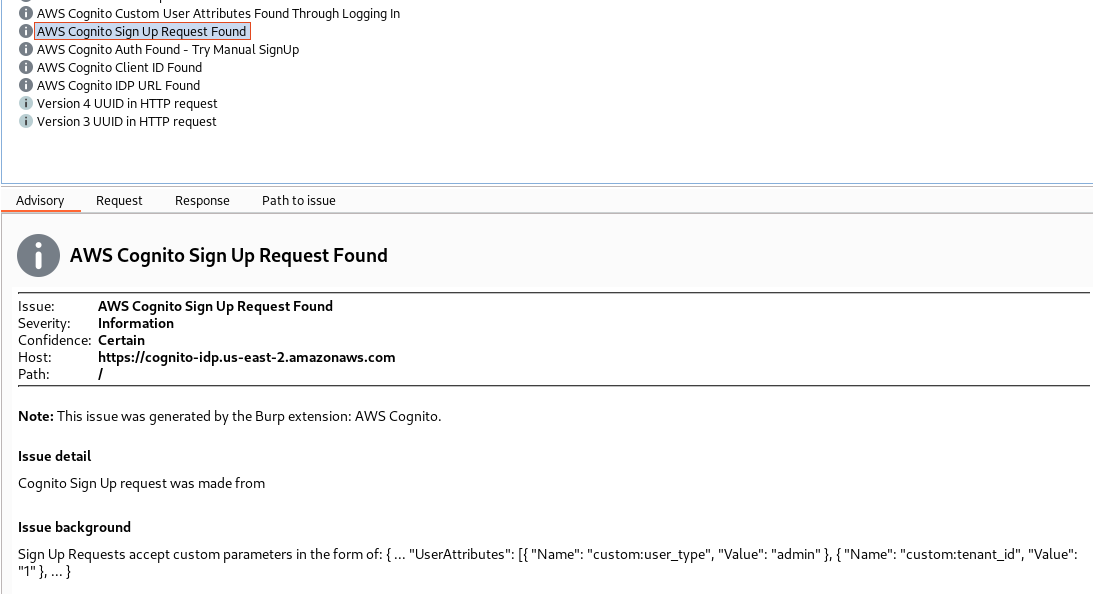 AWS Cognito Custom User Attributes Found Through Logging In
AWS Cognito Sign Up Request Found
AWS Cognito Auth Found - Try Manual SignUp
AWS Cognito Client ID Found
AWS Cognito IDP URL Found
Version 4 UUID in HTTP request
Version 3 UUID in HTTP request
Advisory Request Response Path to issue
AWS Cognito Sign Up Request Found
Issue: AWS Cognito Sign Up Request Found
Severity: Information
Confidence: Certain
Host: https://cognito-idp.us-east-2.amazonaws.com
Path: /
Note: This issue was generated by the Burp extension: AWS Cognito.
Issue detail
Cognito Sign Up request was made from
Issue background
Sign Up Requests accept custom parameters in the form of: { ... "UserAttributes": [{ "Name": "custom:user_type", "Value": "admin" }, { "Name": "custom:tenant_id", "Value":
"1" }, ... }